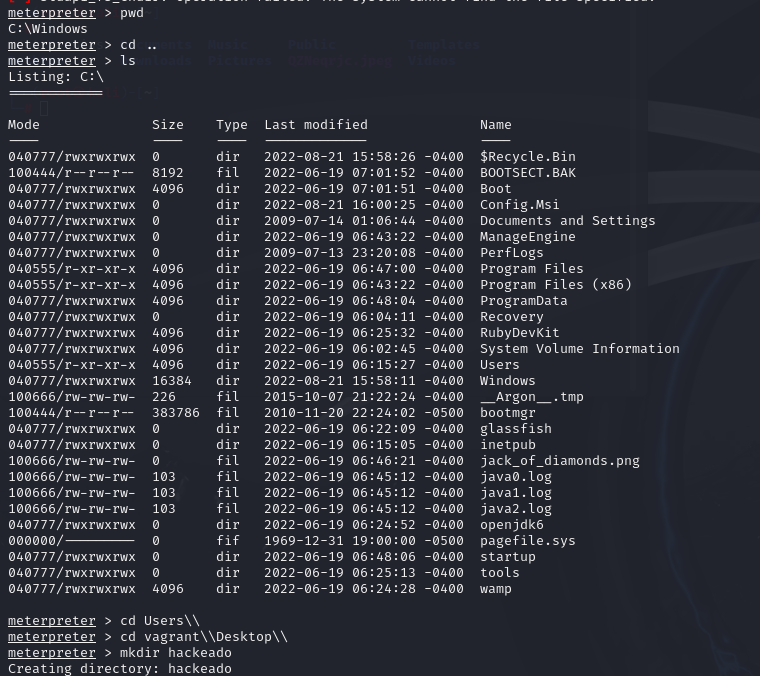 meterpreter > pwd
C:\Windows
meterpreter > cd ..
meterpreter > ls
Listing: C:\
============
Mode              Size    Type  Last modified              Name
----              ----    ----  -------------              ----
040777/rwxrwxrwx  0       dir   2022-08-21 15:58:26 -0400  $Recycle.Bin
100444/r--r--r--  8192    fil   2022-06-19 07:01:52 -0400  BOOTSECT.BAK
040777/rwxrwxrwx  4096    dir   2022-06-19 07:01:51 -0400  Boot
040777/rwxrwxrwx  0       dir   2022-08-21 16:00:25 -0400  Config.Msi
040777/rwxrwxrwx  0       dir   2009-07-14 01:06:44 -0400  Documents and Settings
040777/rwxrwxrwx  0       dir   2022-06-19 06:43:22 -0400  ManageEngine
040777/rwxrwxrwx  0       dir   2009-07-13 23:20:08 -0400  PerfLogs
040555/r-xr-xr-x  4096    dir   2022-06-19 06:47:00 -0400  Program Files
040555/r-xr-xr-x  4096    dir   2022-06-19 06:43:22 -0400  Program Files (x86)
040777/rwxrwxrwx  4096    dir   2022-06-19 06:48:04 -0400  ProgramData
040777/rwxrwxrwx  0       dir   2022-06-19 06:04:11 -0400  Recovery
040777/rwxrwxrwx  4096    dir   2022-06-19 06:25:32 -0400  RubyDevKit
040777/rwxrwxrwx  4096    dir   2022-06-19 06:02:45 -0400  System Volume Information
040555/r-xr-xr-x  4096    dir   2022-06-19 06:15:27 -0400  Users
040777/rwxrwxrwx  16384   dir   2022-08-21 15:58:11 -0400  Windows
100666/rw-rw-rw-  226     fil   2015-10-07 21:22:24 -0400  __Argon__.tmp
100444/r--r--r--  383786  fil   2010-11-20 22:24:02 -0500  bootmgr
040777/rwxrwxrwx  0       dir   2022-06-19 06:22:09 -0400  glassfish
040777/rwxrwxrwx  0       dir   2022-06-19 06:15:05 -0400  inetpub
100666/rw-rw-rw-  0       fil   2022-06-19 06:46:21 -0400  jack_of_diamonds.png
100666/rw-rw-rw-  103     fil   2022-06-19 06:45:12 -0400  java0.log
100666/rw-rw-rw-  103     fil   2022-06-19 06:45:12 -0400  java1.log
100666/rw-rw-rw-  103     fil   2022-06-19 06:45:12 -0400  java2.log
040777/rwxrwxrwx  0       dir   2022-06-19 06:24:52 -0400  openjdk6
000000/---------  0       fif   1969-12-31 19:00:00 -0500  pagefile.sys
040777/rwxrwxrwx  0       dir   2022-06-19 06:48:06 -0400  startup
040777/rwxrwxrwx  0       dir   2022-06-19 06:25:13 -0400  tools
040777/rwxrwxrwx  4096    dir   2022-06-19 06:24:28 -0400  wamp
meterpreter > cd Users\\
meterpreter > cd vagrant\\Desktop\\
meterpreter > mkdir hackeado
Creating directory: hackeado